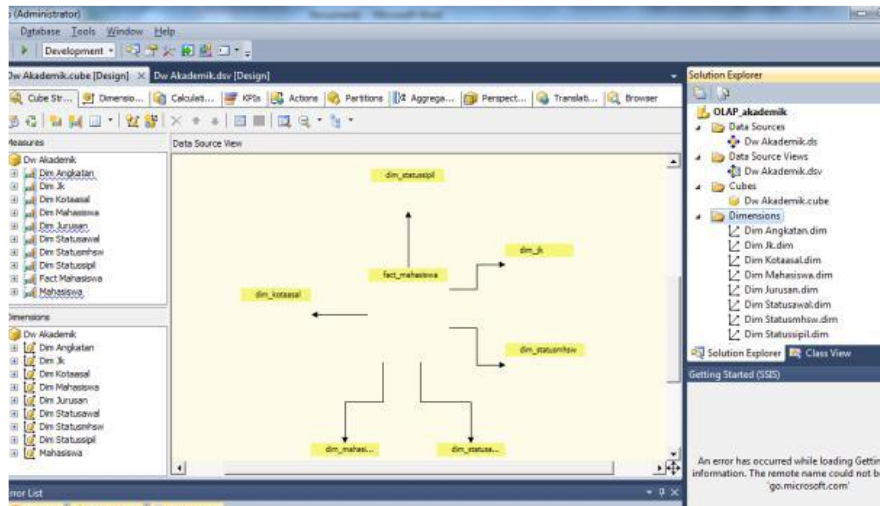 s (Administrator)
Database Tools Window Help
Development
Dw Akademik.cube [Design] Dw Akademik.dsv [Design]
Cube Str... Dimensio... Calculati... KPIs Actions Partitions Aggrega... Perspect... Translati... Browser
Measures
Dw Akademik
Dim Angkatan
Dim Jk
Dim Kotaasal
Dim Mahasiswa
Dim Jurusan
Dim Statusawal
Dim Statusmhsw
Dim Statussipil
Fact Mahasiswa
Mahasiswa
Dimensions
Dw Akademik
Dim Angkatan
Dim Jk
Dim Kotaasal
Dim Mahasiswa
Dim Jurusan
Dim Statusawal
Dim Statusmhsw
Dim Statussipil
Mahasiswa
Data Source View
dim_statussipil
dim_jk
fact_mahasiswa
dim_kotaasal
dim_statusmhsw
dim_mahasi...
dim_statusa...
Solution Explorer
OLAP_akademik
Data Sources
Dw Akademik.ds
Data Source Views
Dw Akademik.dsv
Cubes
Dw Akademik.cube
Dimensions
Dim Angkatan.dim
Dim Jk.dim
Dim Kotaasal.dim
Dim Mahasiswa.dim
Dim Jurusan.dim
Dim Statusawal.dim
Dim Statusmhsw.dim
Dim Statussipil.dim
Solution Explorer Class View
Getting Started (SSIS)
An error has occurred while loading Gettin
information. The remote name could not b
'go.microsoft.com'
rror List